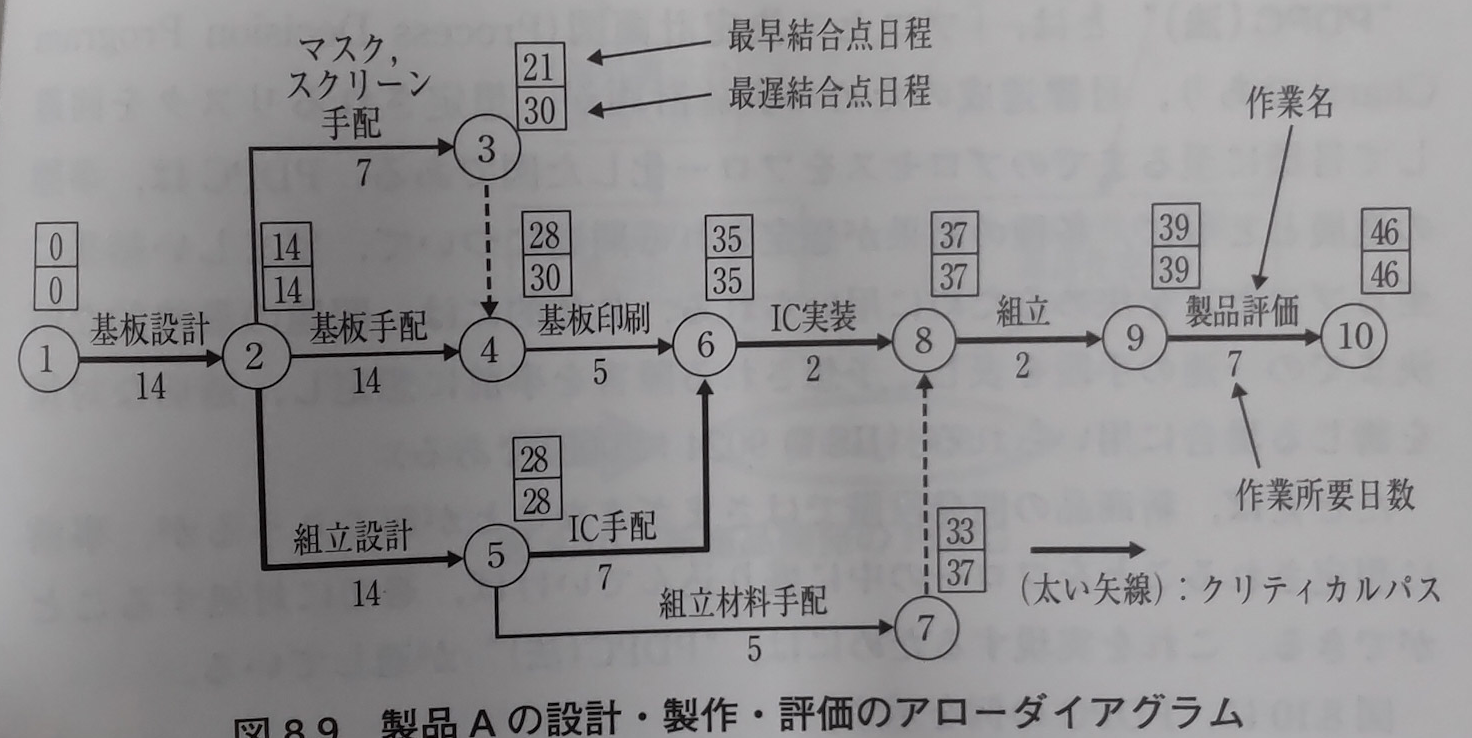 マスク,
スクリーン
手配
7
3
21
30
最早結合点日程
最遅結合点日程
作業名
0
0
1
基板設計
14
14
14
2
基板手配
14
28
30
4
基板印刷
5
35
35
6
IC実装
2
37
37
8
組立
2
39
39
9
製品評価
7
46
46
10
作業所要日数
組立設計
14
28
28
5
IC手配
7
組立材料手配
5
33
37
7
(太い矢線):クリティカルパス
図8.9 製品Aの設計・製作・評価のアローダイアグラム